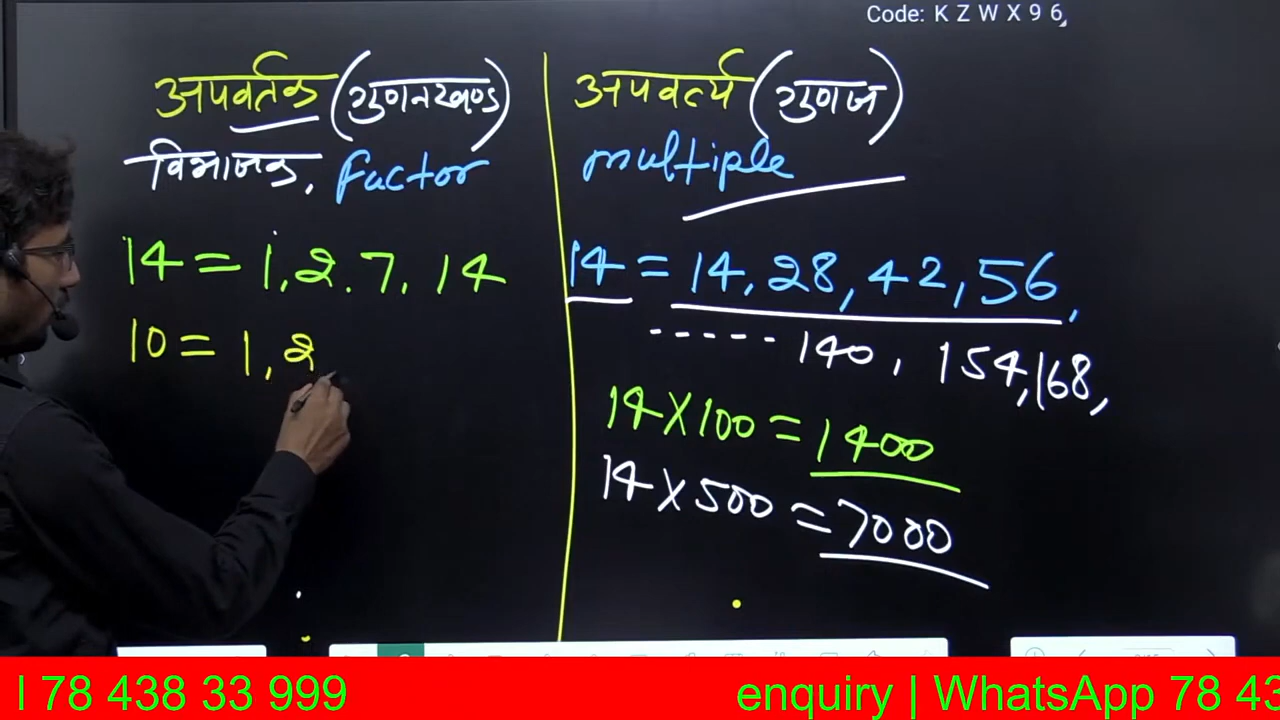 Code: K Z W X 9 6
अपवर्तक (गुणनखण्ड)
विभाजक, factor
14 = 1, 2. 7, 14
10 = 1, 2
अपवर्त्य (गुणज)
multiple
14 = 14, 28, 42, 56,
----- 140, 154, 168,
14 X 100 = 1400
14 X 500 = 7000
l 78 438 33 999 enquiry | WhatsApp 78 43